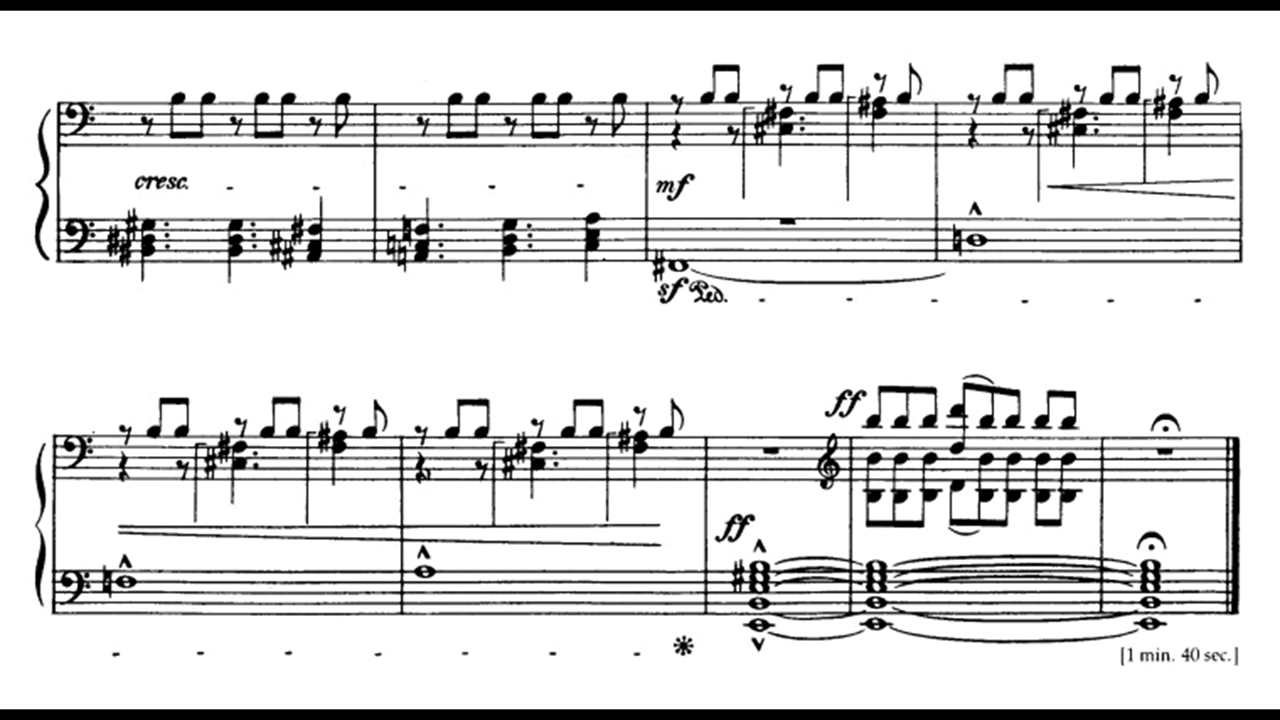 cresc.
mf
sf Ped.
ff
ff
[1 min. 40 sec.]